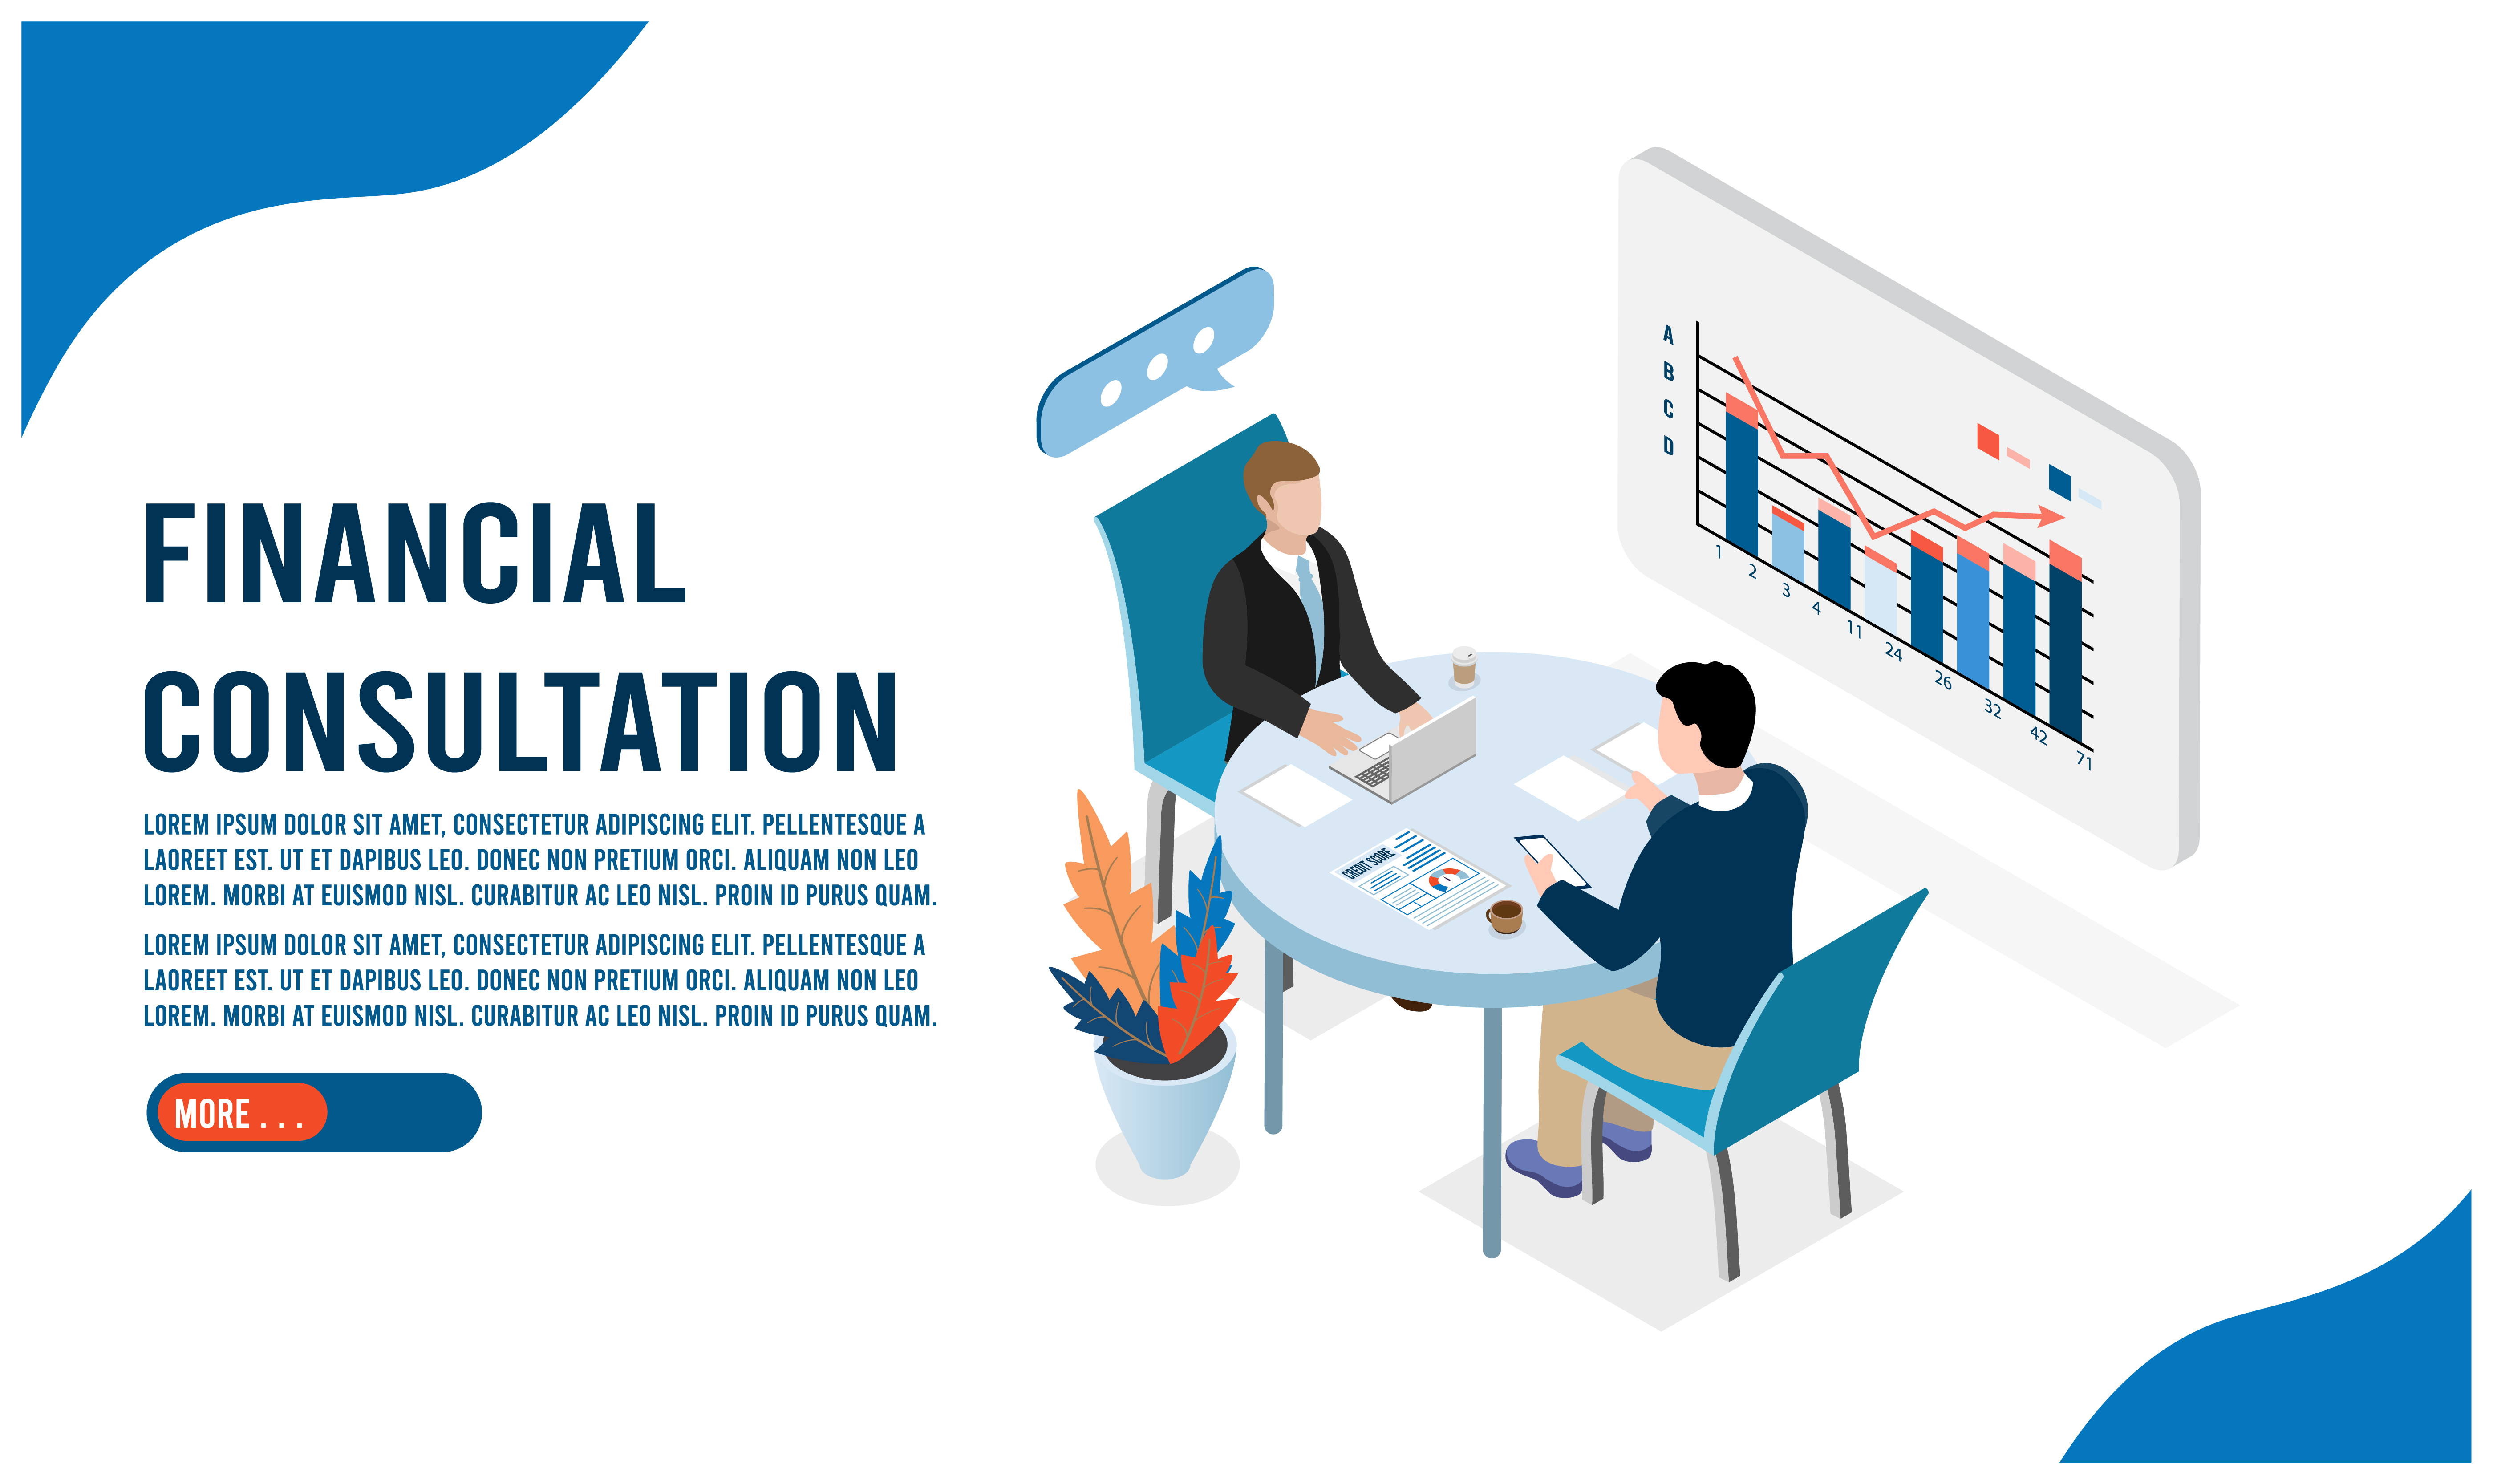 FINANCIAL
CONSULTATION
LOREM IPSUM DOLOR SIT AMET, CONSECTETUR ADIPISCING ELIT. PELLENTESQUE A
LAOREET EST. UT ET DAPIBUS LEO. DONEC NON PRETIUM ORCI. ALIQUAM NON LEO
LOREM. MORBI AT EUISMOD NISL. CURABITUR AC LEO NISL. PROIN ID PURUS QUAM.
LOREM IPSUM DOLOR SIT AMET, CONSECTETUR ADIPISCING ELIT. PELLENTESQUE A
LAOREET EST. UT ET DAPIBUS LEO. DONEC NON PRETIUM ORCI. ALIQUAM NON LEO
LOREM. MORBI AT EUISMOD NISL. CURABITUR AC LEO NISL. PROIN ID PURUS QUAM.
MORE . . .
A
B
C
D
1 2 3 4 11 24 26 32 42 71
CREDIT SCORE